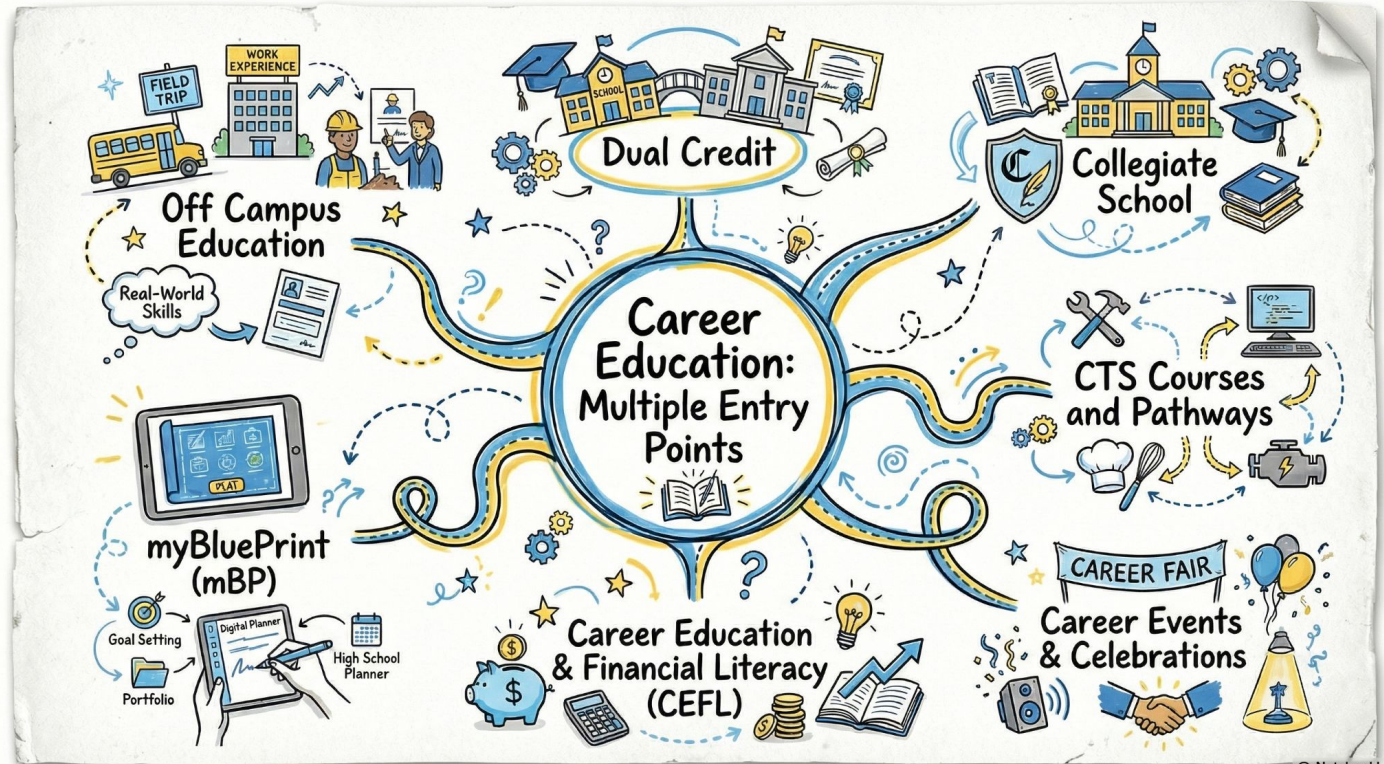 FIELD
TRIP
WORK
EXPERIENCE
Off Campus
Education
Real-World
Skills
SCHOOL
Dual Credit
C
Collegiate
School
Career
Education:
Multiple Entry
Points
</>
CTS Courses
and Pathways
myBluePrint
(mBP)
Goal Setting
Portfolio
Digital Planner
High School
Planner
$
$
Career Education
& Financial Literacy
(CEFL)
$
CAREER FAIR
Career Events
& Celebrations